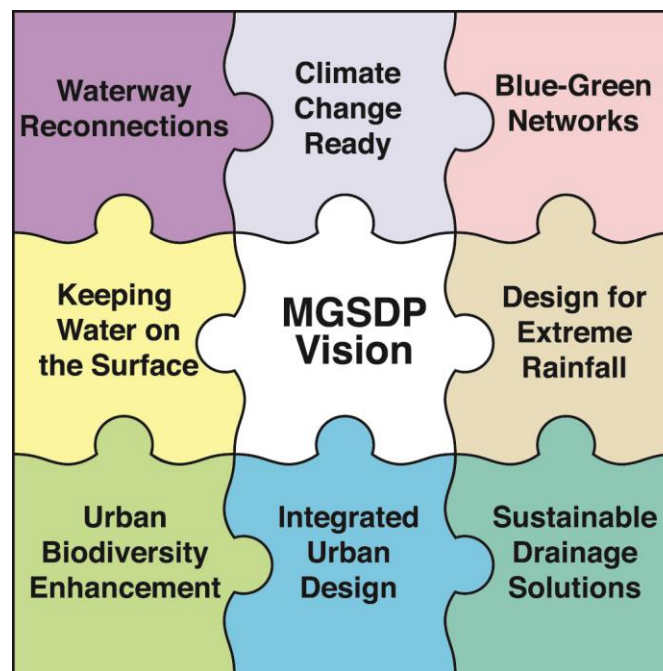 Waterway
Reconnections
Climate
Change
Ready
Blue-Green
Networks
Keeping
Water on
the Surface
MGSDP
Vision
Design for
Extreme
Rainfall
Urban
Biodiversity
Enhancement
Integrated
Urban
Design
Sustainable
Drainage
Solutions